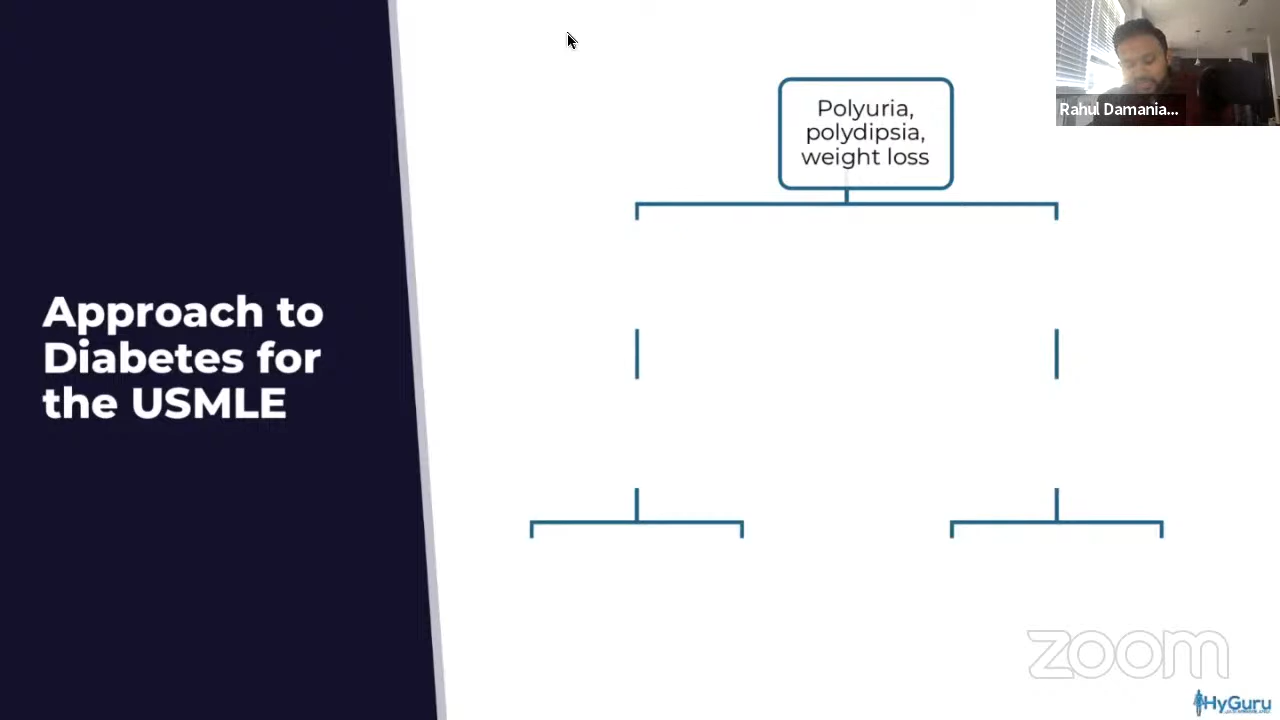 Polyuria,
polydipsia,
weight loss
Rahul Damania...
Approach to
Diabetes for
the USMLE
zoom
HyGuru